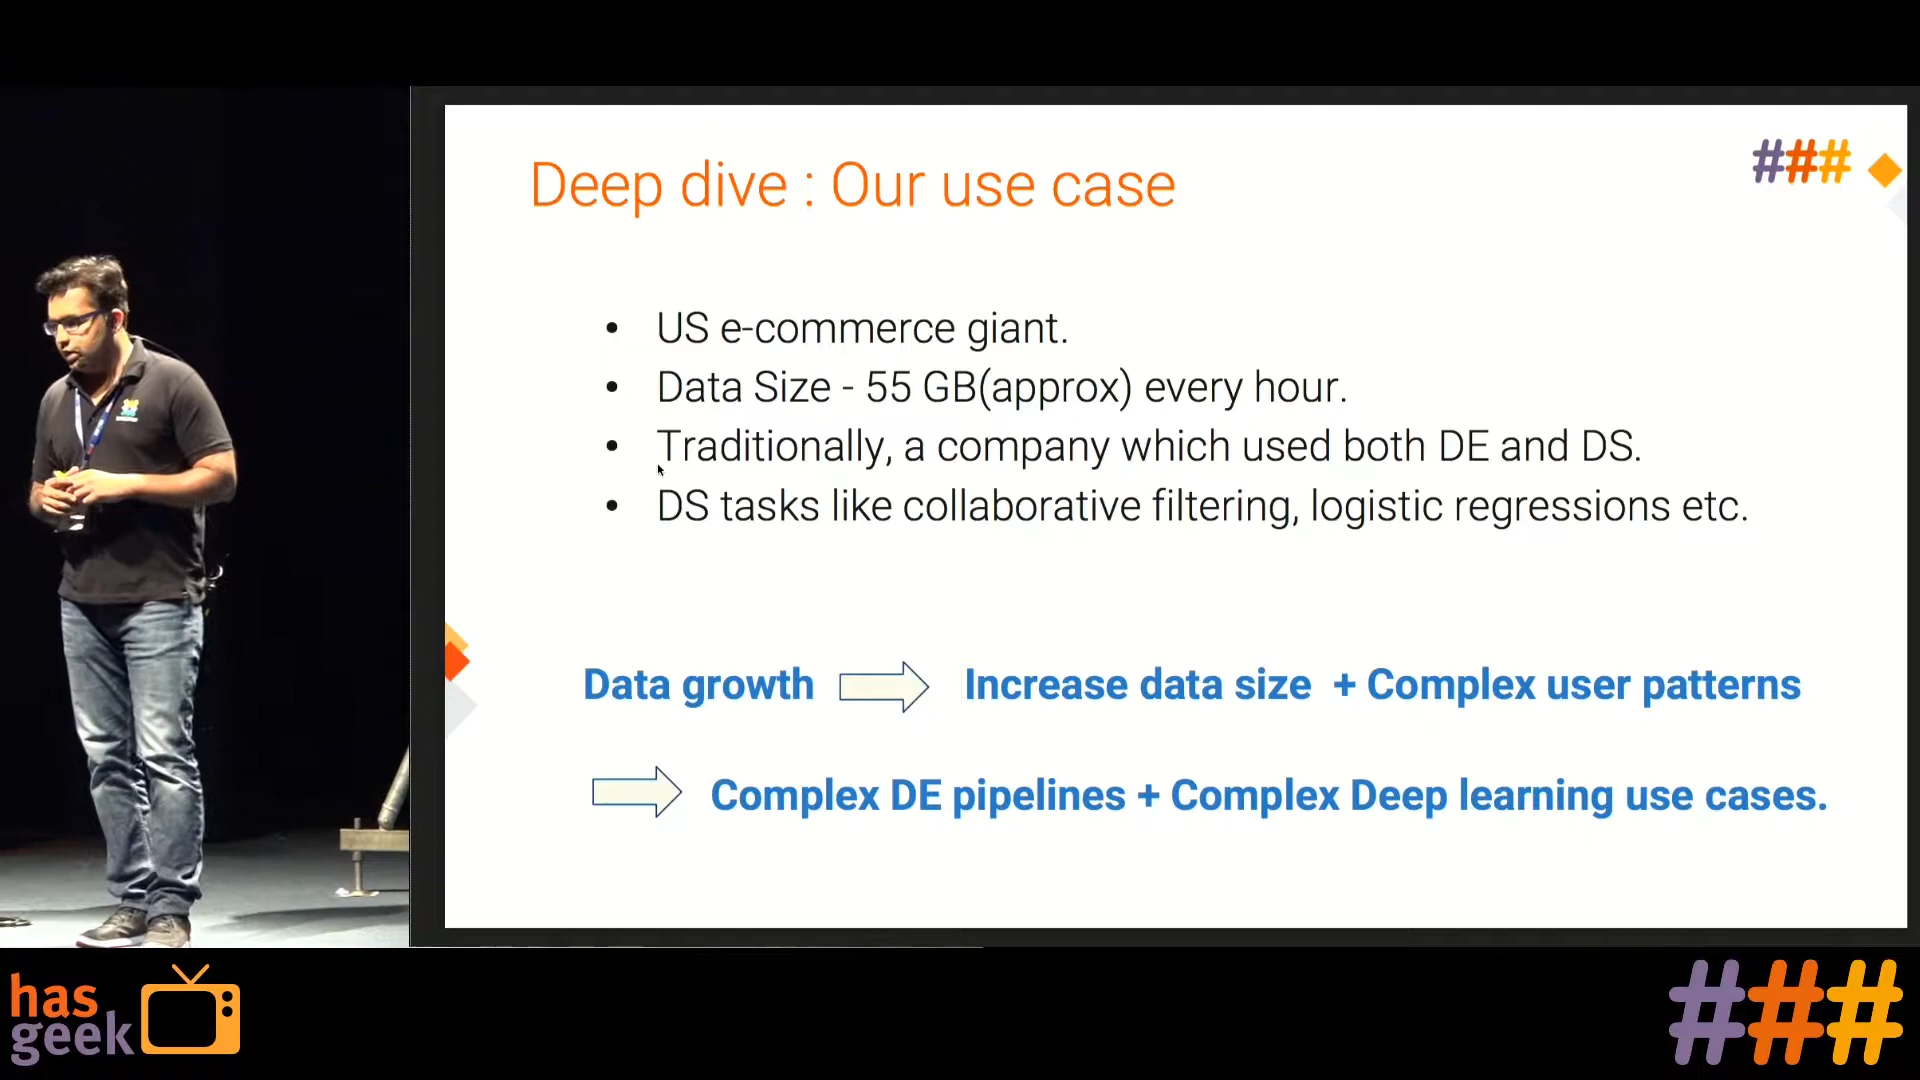 Deep dive : Our use case
###
• US e-commerce giant.
• Data Size - 55 GB(approx) every hour.
• Traditionally, a company which used both DE and DS.
• DS tasks like collaborative filtering, logistic regressions etc.
Data growth Increase data size + Complex user patterns
Complex DE pipelines + Complex Deep learning use cases.
has
geek
###